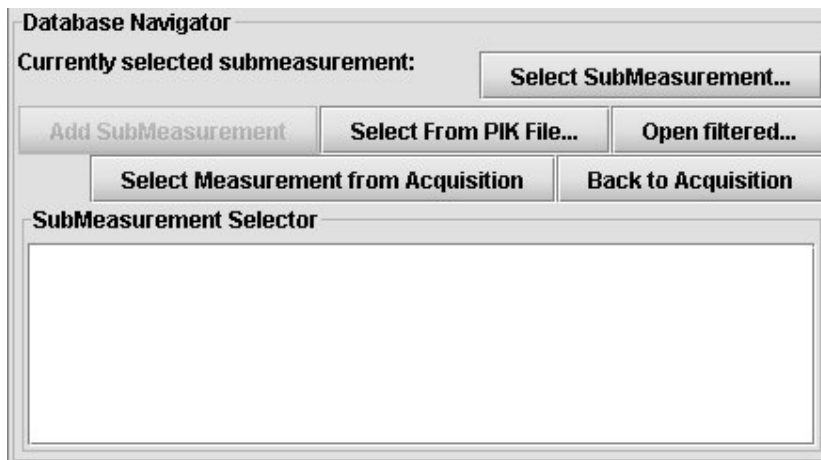 Database Navigator
Currently selected submeasurement:
Select SubMeasurement...
Add SubMeasurement Select From PIK File... Open filtered...
Select Measurement from Acquisition Back to Acquisition
SubMeasurement Selector